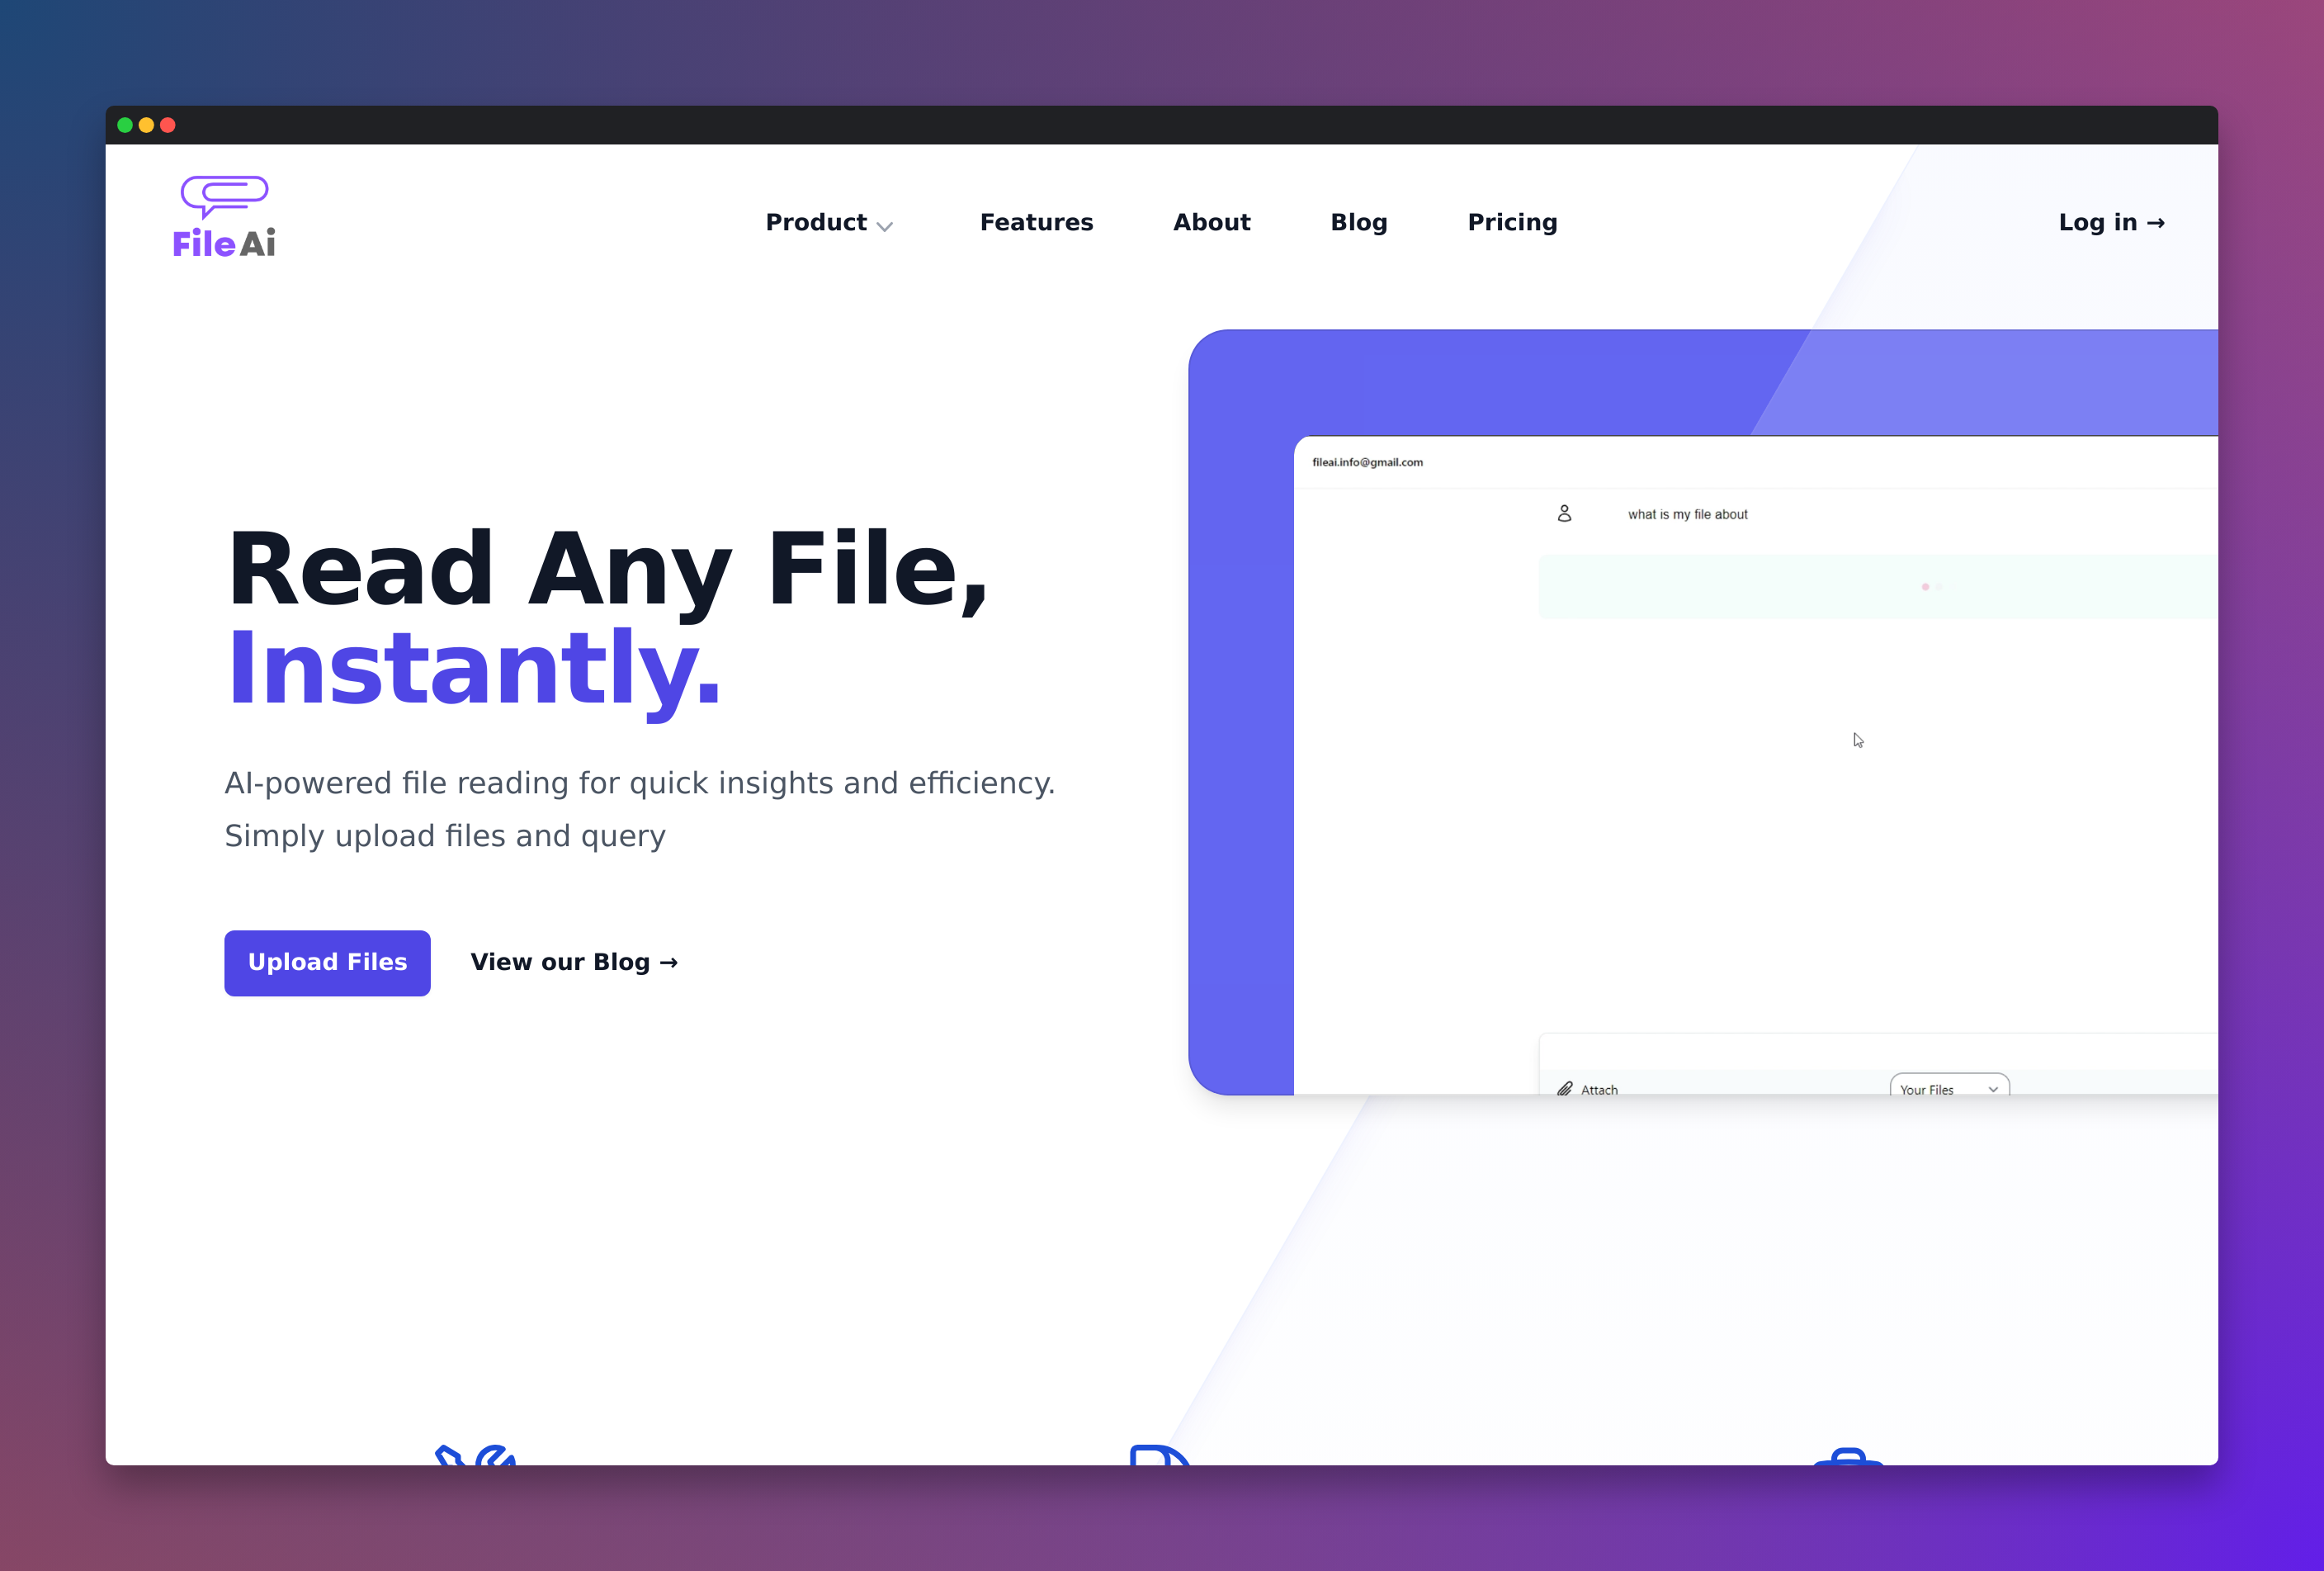 File Ai
Product
Features
About
Blog
Pricing
Log in →
Read Any File,
Instantly.
AI-powered file reading for quick insights and efficiency.
Simply upload files and query
Upload Files
View our Blog →
fileai.info@gmail.com
what is my file about
Attach
Your Files